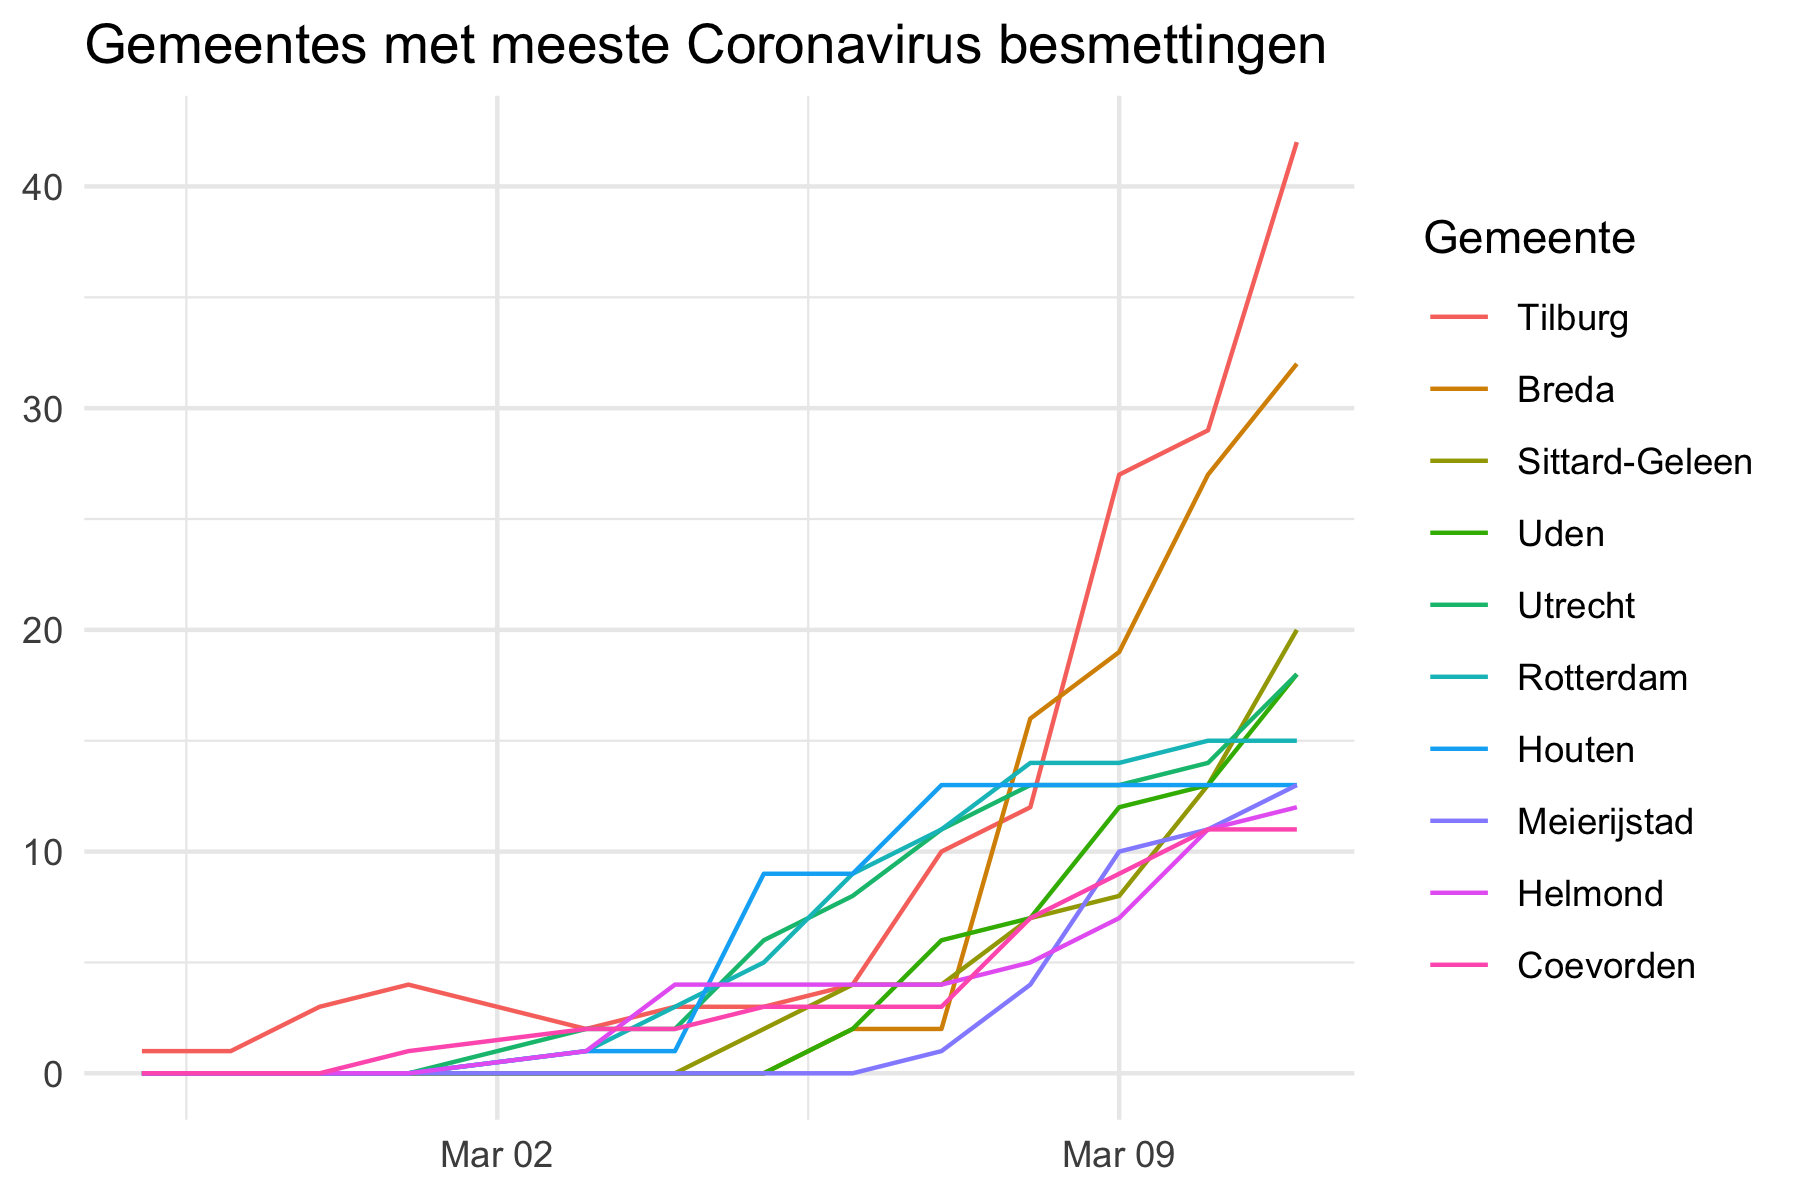 Gemeentes met meeste Coronavirus besmettingen
40
30
20
10
0
Mar 02
Mar 09
Gemeente
Tilburg
Breda
Sittard-Geleen
Uden
Utrecht
Rotterdam
Houten
Meierijstad
Helmond
Coevorden